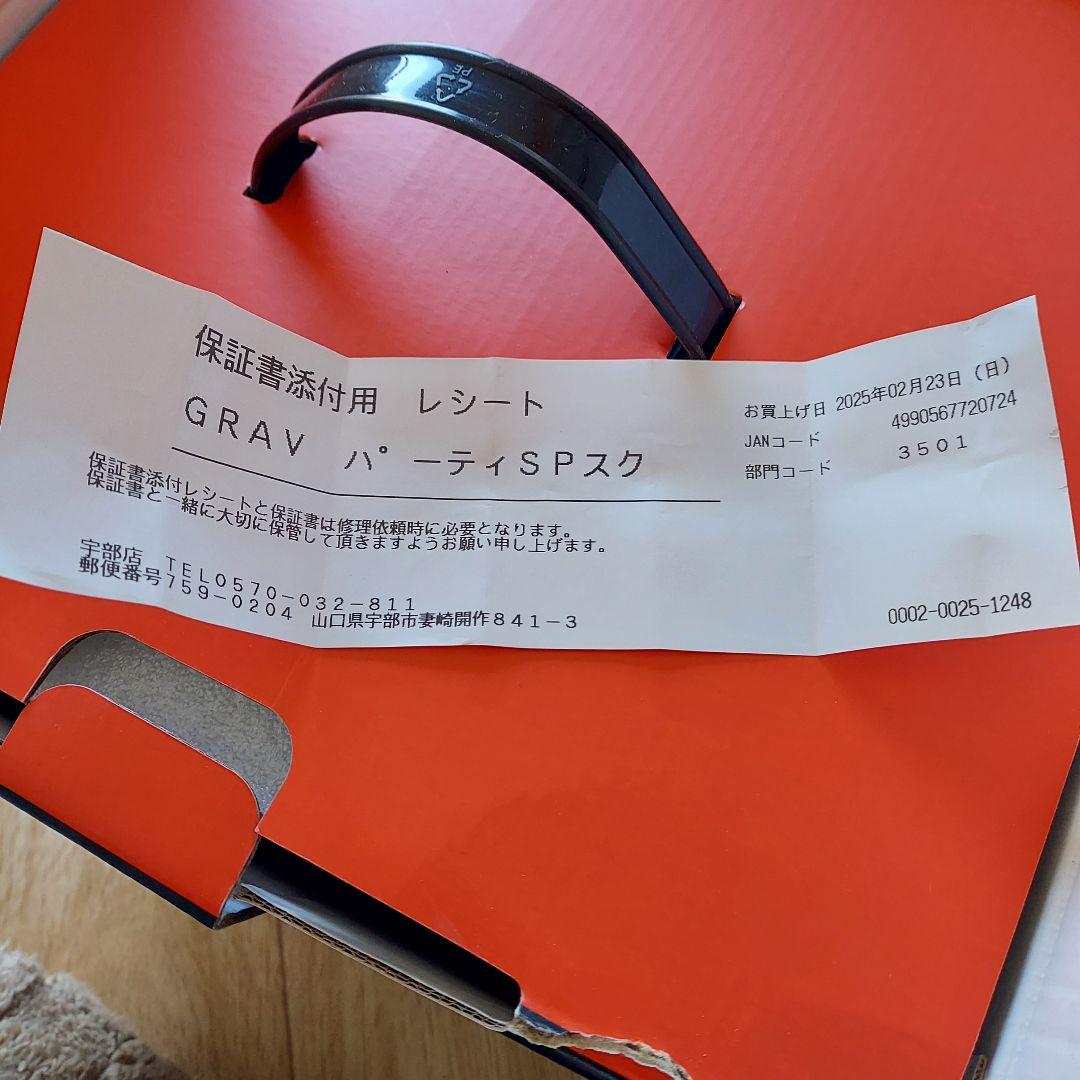 PE
保証書添付用 レシート
GRAV パーティSPスク
お買上げ日 2025年02月23日(日)
JANコード 4990567720724
部門コード 3501
保証書添付レシートと保証書は修理依頼時に必要となります。
保証書と一緒に大切に保管して頂きますようお願い申し上げます。
宇部店 TEL0570-032-811
郵便番号759-0204 山口県宇部市妻崎開作841-3
0002-0025-1248